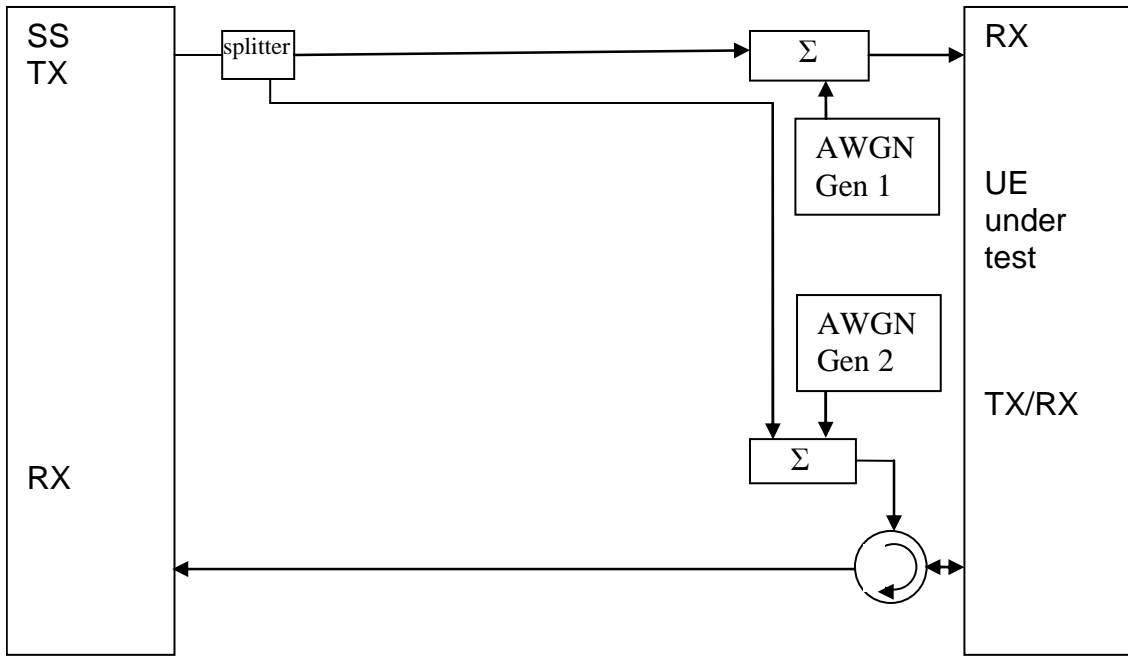 SS
TX
splitter
Σ
RX
AWGN
Gen 1
UE
under
test
AWGN
Gen 2
TX/RX
Σ
RX